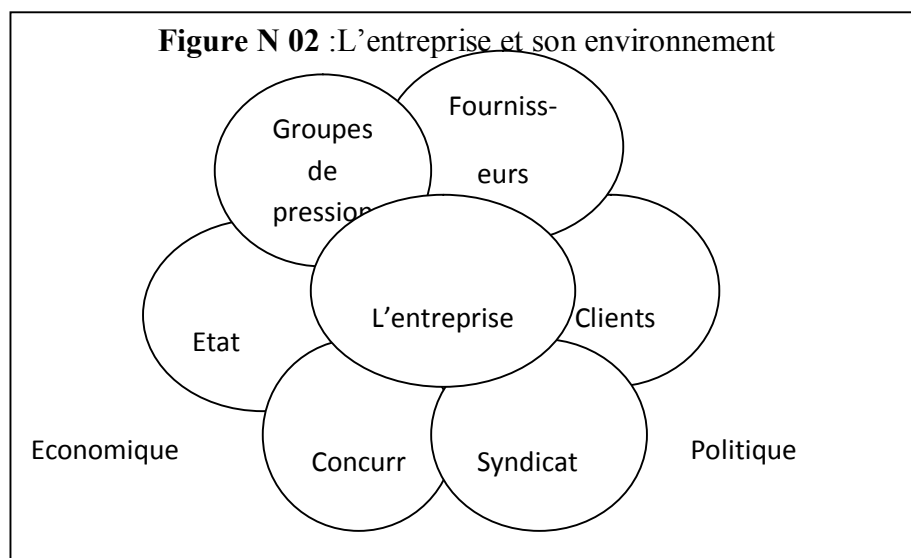 Figure N 02 :L’entreprise et son environnement
Fourniss-
eurs
Groupes
de
pression
L’entreprise
Clients
Etat
Economique
Concurr
Syndicat
Politique